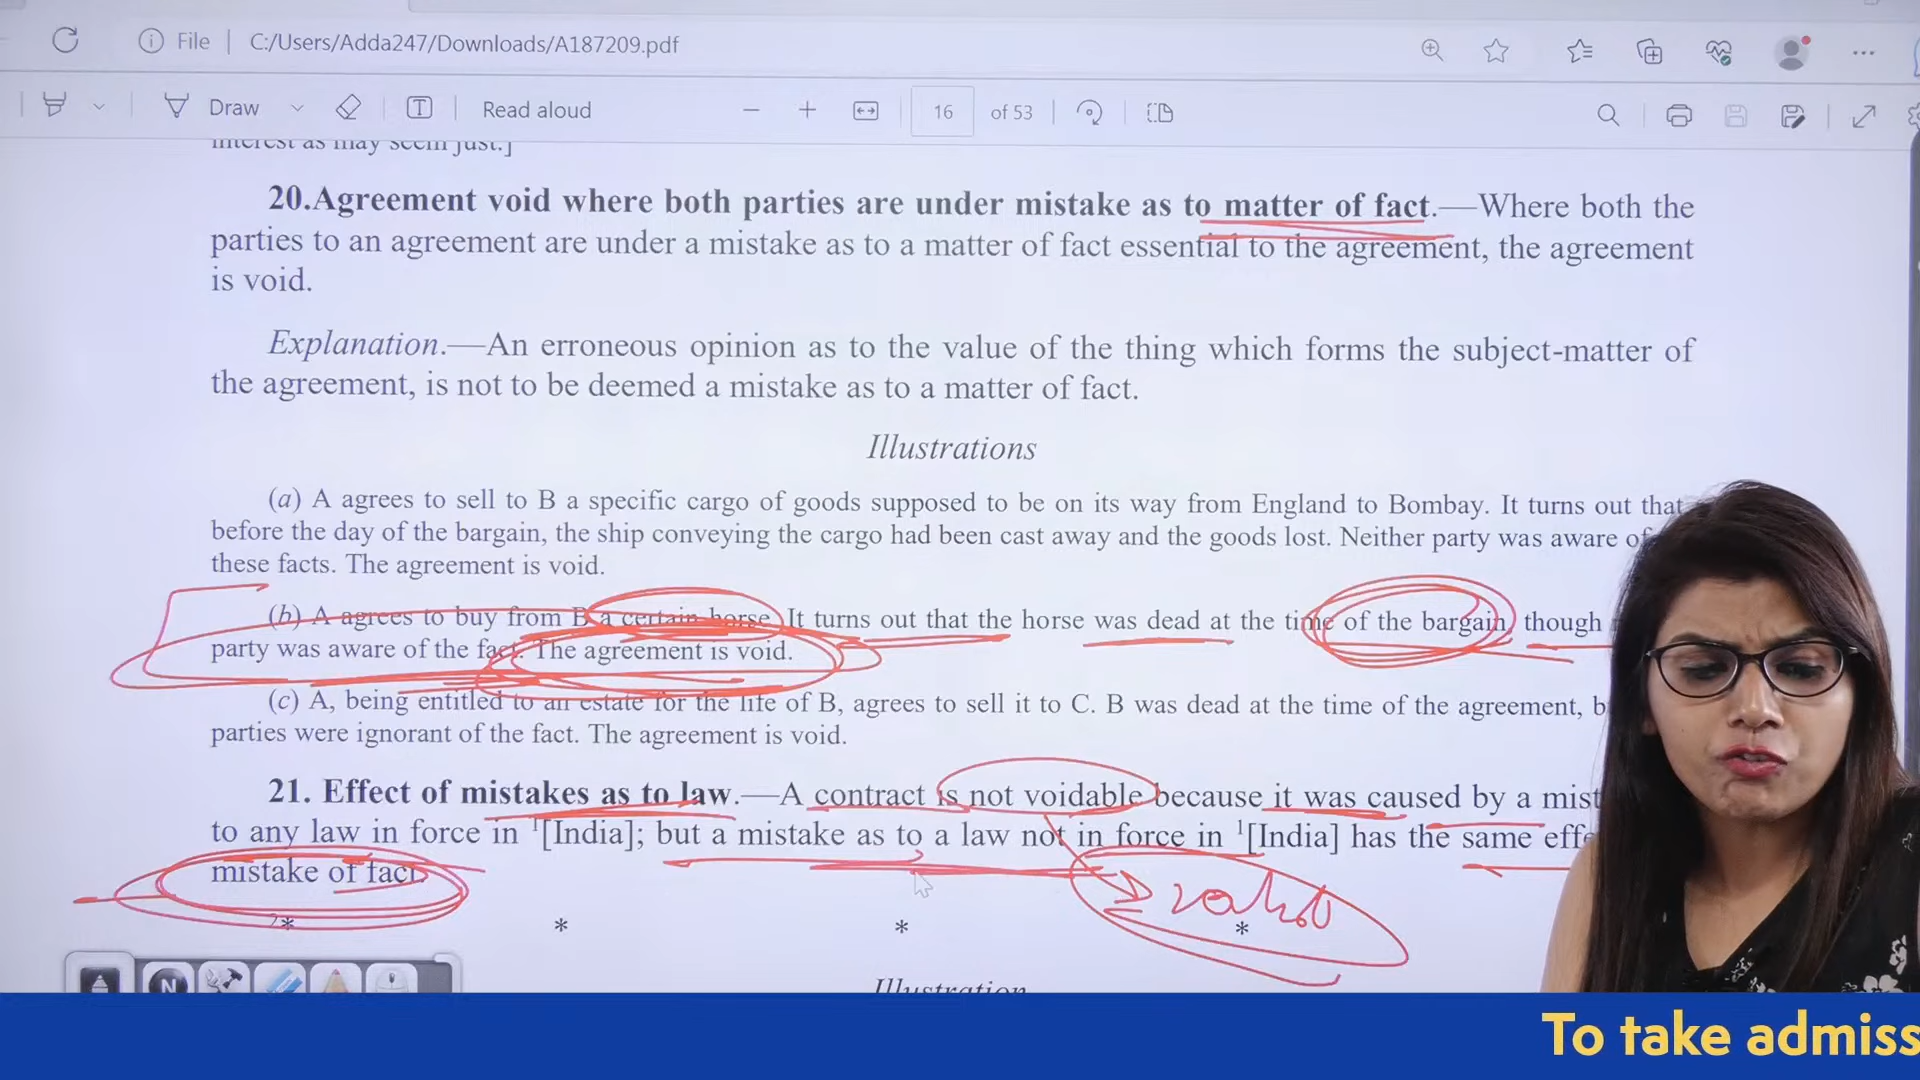 File | C:/Users/Adda247/Downloads/A187209.pdf
Draw Read aloud 16 of 53
interest as may seem just.]
20.Agreement void where both parties are under mistake as to matter of fact.—Where both the
parties to an agreement are under a mistake as to a matter of fact essential to the agreement, the agreement
is void.
Explanation.—An erroneous opinion as to the value of the thing which forms the subject-matter of
the agreement, is not to be deemed a mistake as to a matter of fact.
Illustrations
(a) A agrees to sell to B a specific cargo of goods supposed to be on its way from England to Bombay. It turns out that
before the day of the bargain, the ship conveying the cargo had been cast away and the goods lost. Neither party was aware of
these facts. The agreement is void.
(b) A agrees to buy from B a certain horse. It turns out that the horse was dead at the time of the bargain, though
party was aware of the fact. The agreement is void.
(c) A, being entitled to an estate for the life of B, agrees to sell it to C. B was dead at the time of the agreement, b
parties were ignorant of the fact. The agreement is void.
21. Effect of mistakes as to law.—A contract is not voidable because it was caused by a mist
to any law in force in 1[India]; but a mistake as to a law not in force in 1[India] has the same effe
mistake of fact.
valid
2* * * *
Illustration
N
To take admiss